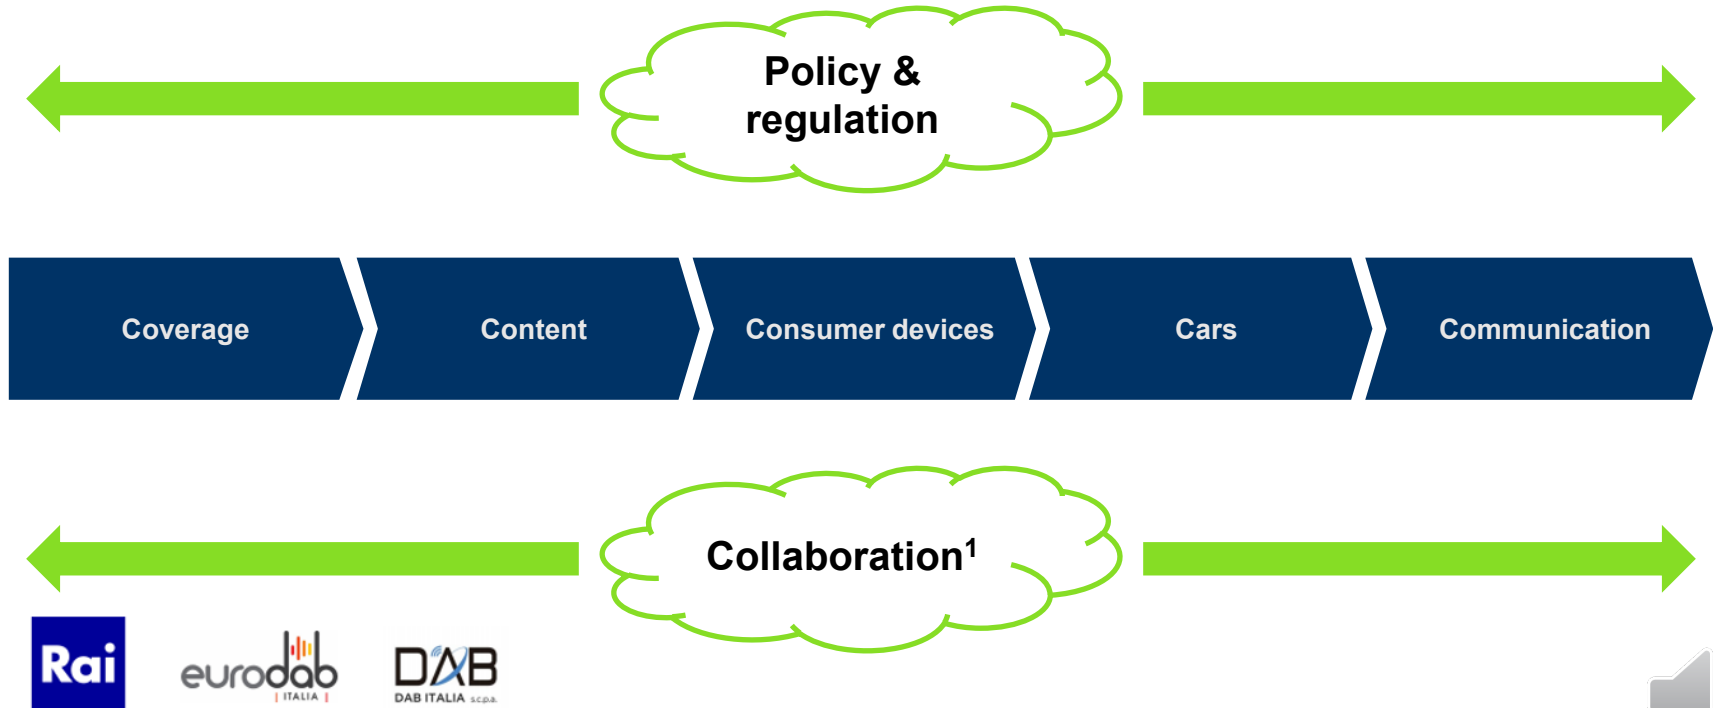 Policy &
regulation
Coverage
Content
Consumer devices
Cars
Communication
Collaboration1
Rai
eurodab
ITALIA
DAB
DAB ITALIA s.c.p.a.